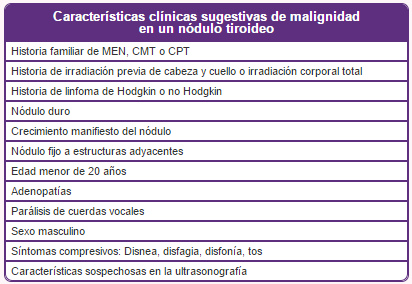 Características clínicas sugestivas de malignidad
en un nódulo tiroideo
Historia familiar de MEN, CMT o CPT
Historia de irradiación previa de cabeza y cuello o irradiación corporal total
Historia de linfoma de Hodgkin o no Hodgkin
Nódulo duro
Crecimiento manifiesto del nódulo
Nódulo fijo a estructuras adyacentes
Edad menor de 20 años
Adenopatías
Parálisis de cuerdas vocales
Sexo masculino
Síntomas compresivos: Disnea, disfagia, disfonía, tos
Características sospechosas en la ultrasonografía